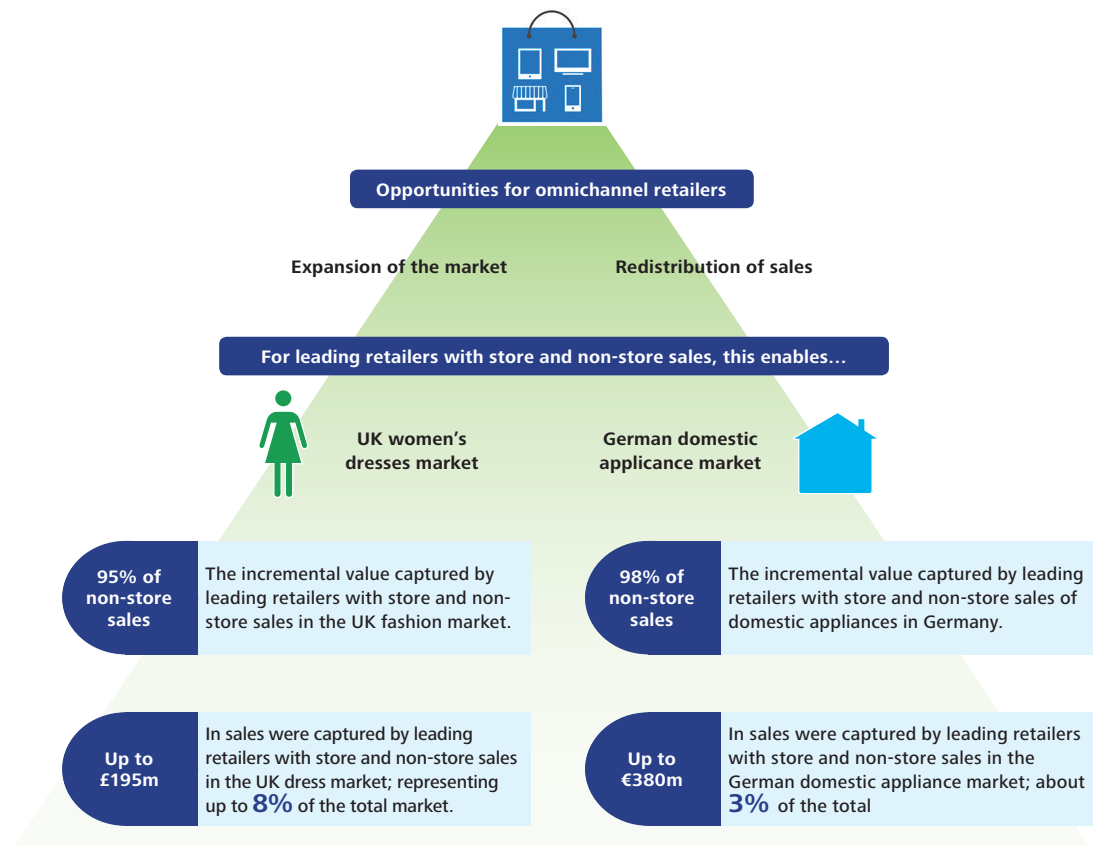 Opportunities for omnichannel retailers
Expansion of the market
Redistribution of sales
For leading retailers with store and non-store sales, this enables…
UK women's
dresses market
German domestic
applicance market
95% of
non-store
sales
The incremental value captured by
leading retailers with store and non-
store sales in the UK fashion market.
98% of
non-store
sales
The incremental value captured by leading
retailers with store and non-store sales of
domestic appliances in Germany.
Up to
£195m
In sales were captured by leading
retailers with store and non-store sales
in the UK dress market; representing
up to 8% of the total market.
Up to
€380m
In sales were captured by leading retailers
with store and non-store sales in the
German domestic appliance market; about
3% of the total